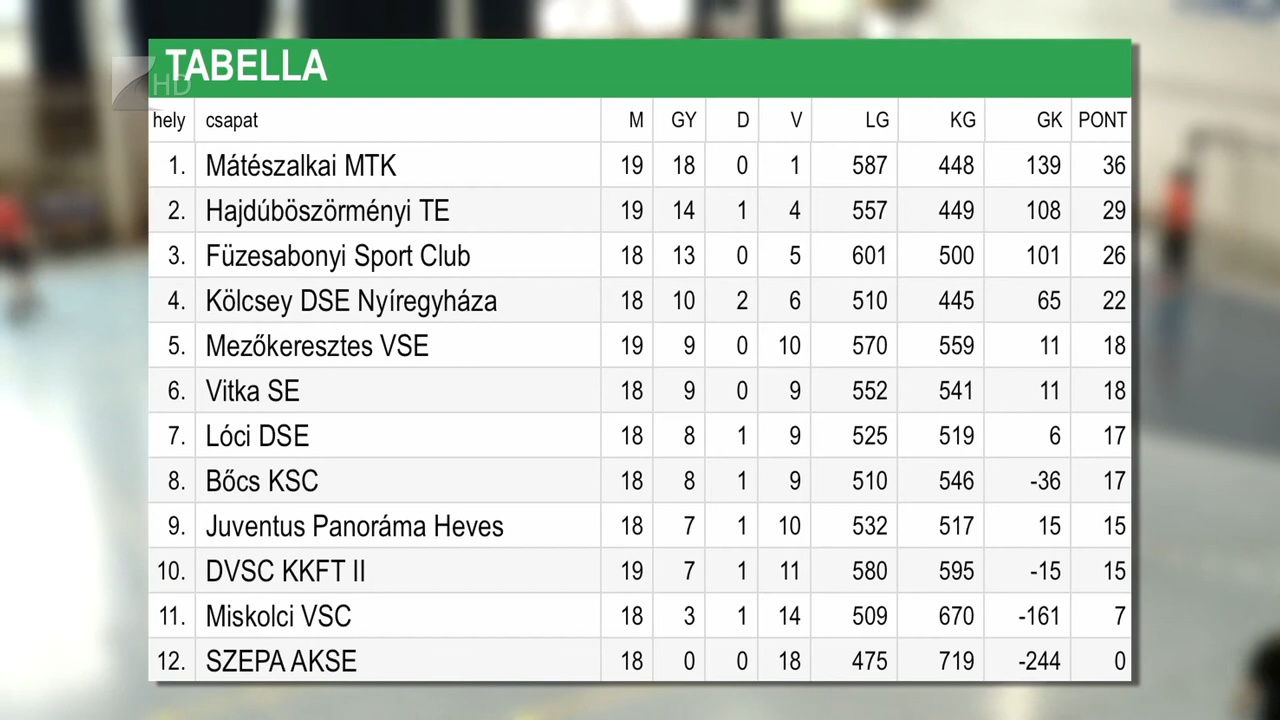 TABELLA
HD
hely csapat M GY D V LG KG GK PONT
1. Mátészalkai MTK 19 18 0 1 587 448 139 36
2. Hajdúböszörményi TE 19 14 1 4 557 449 108 29
3. Füzesabonyi Sport Club 18 13 0 5 601 500 101 26
4. Kölcsey DSE Nyíregyháza 18 10 2 6 510 445 65 22
5. Mezőkeresztes VSE 19 9 0 10 570 559 11 18
6. Vitka SE 18 9 0 9 552 541 11 18
7. Lóci DSE 18 8 1 9 525 519 6 17
8. Bőcs KSC 18 8 1 9 510 546 -36 17
9. Juventus Panoráma Heves 18 7 1 10 532 517 15 15
10. DVSC KKFT II 19 7 1 11 580 595 -15 15
11. Miskolci VSC 18 3 1 14 509 670 -161 7
12. SZEPA AKSE 18 0 0 18 475 719 -244 0